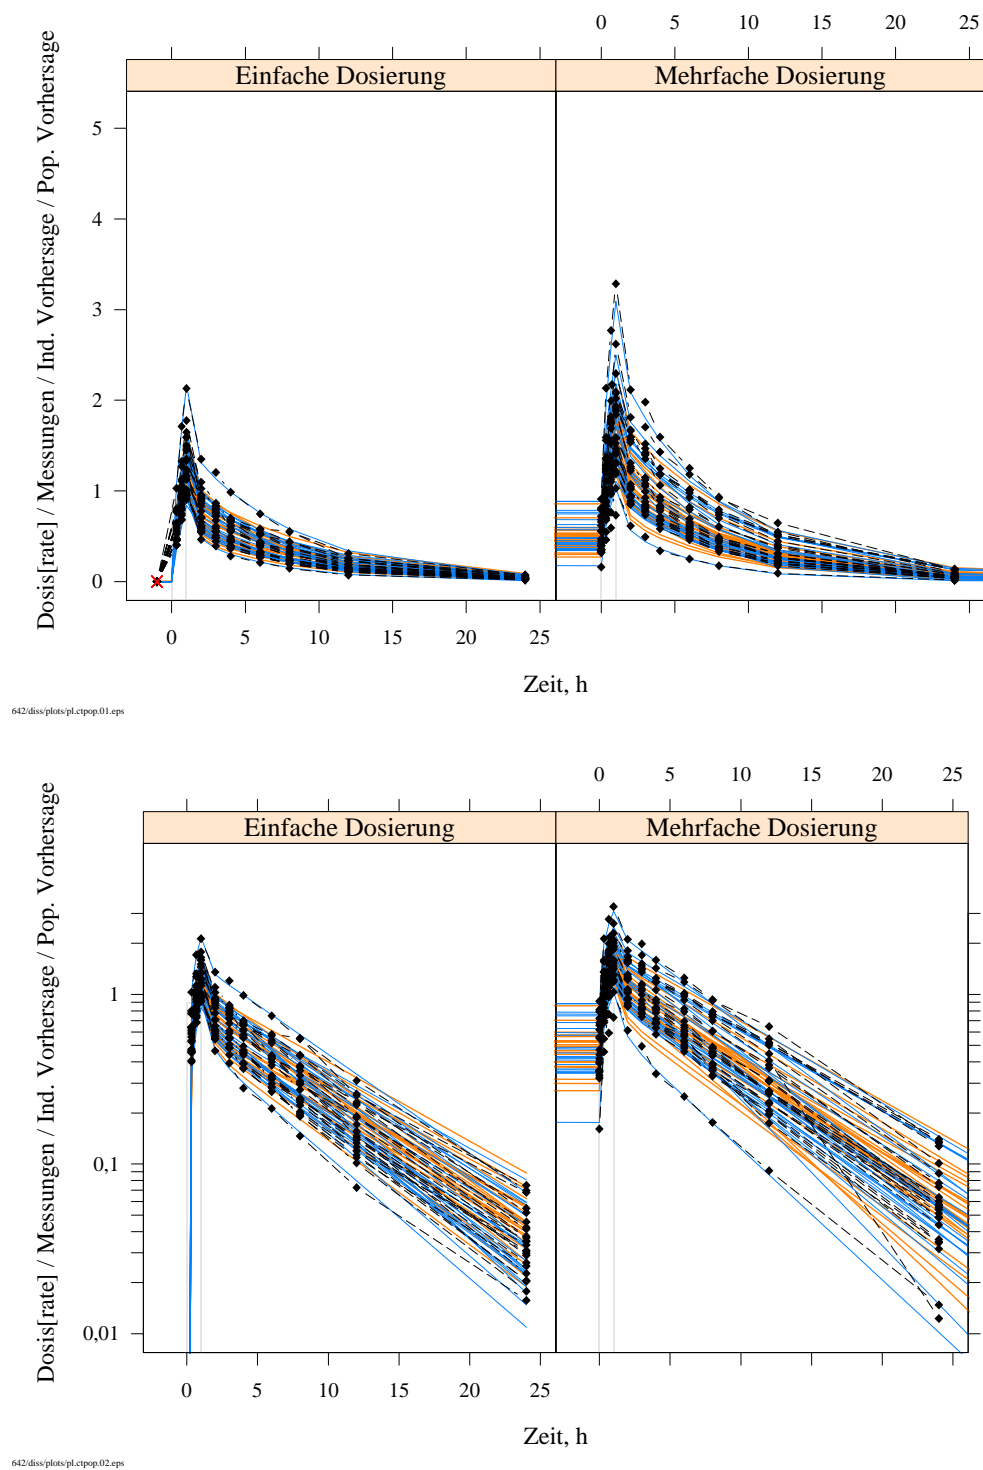 0 5 10 15 20 25
Einfache Dosierung Mehrfache Dosierung
Dosis[rate] / Messungen / Ind. Vorhersage / Pop. Vorhersage
5
4
3
2
1
0
0 5 10 15 20 25
Zeit, h
642/diss/plots/pl.ctpop.01.eps
0 5 10 15 20 25
Einfache Dosierung Mehrfache Dosierung
Dosis[rate] / Messungen / Ind. Vorhersage / Pop. Vorhersage
1
0.1
0,01
0 5 10 15 20 25
Zeit, h
642/diss/plots/pl.ctpop.02.eps